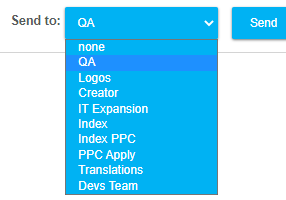 Send to: QA Send
none
QA
Logos
Creator
IT Expansion
Index
Index PPC
PPC Apply
Translations
Devs Team